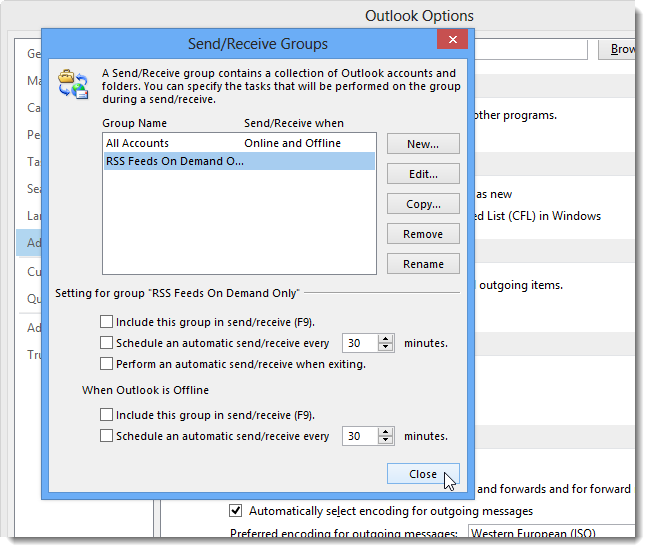 Outlook Options
Send/Receive Groups
A Send/Receive group contains a collection of Outlook accounts and
folders. You can specify the tasks that will be performed on the group
during a send/receive.
Group Name Send/Receive when
All Accounts Online and Offline
RSS Feeds On Demand O...
New...
Edit...
Copy...
Remove
Rename
Setting for group "RSS Feeds On Demand Only"
Include this group in send/receive (F9).
Schedule an automatic send/receive every 30 minutes.
Perform an automatic send/receive when exiting.
When Outlook is Offline
Include this group in send/receive (F9).
Schedule an automatic send/receive every 30 minutes.
Close
Ge
Ma
Ca
Pe
Tas
Sea
Lan
Ad
Cu
Qu
Ad
Tru
Brow
other programs.
as new
ed List (CFL) in Windows
outgoing items.
and forwards and for forward
Automatically select encoding for outgoing messages
Preferred encoding for outgoing messages: Western European (ISO)